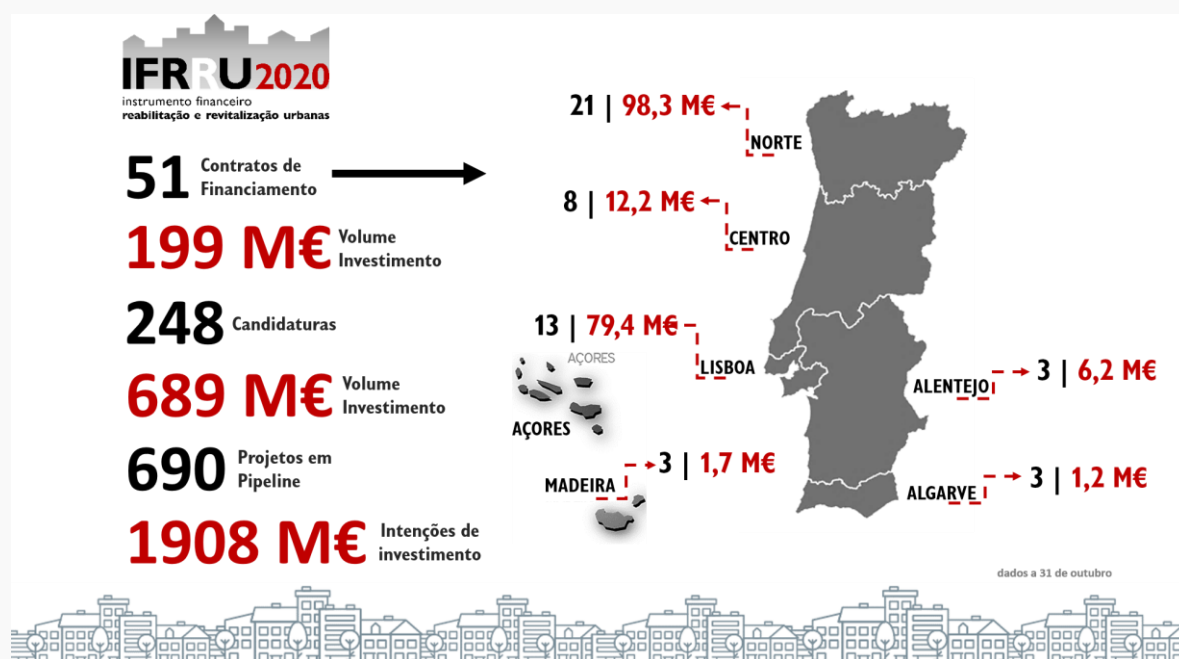 IFRRU2020
instrumento financeiro
reabilitação e revitalização urbanas
51 Contratos de
Financiamento
199 M€ Volume
Investimento
248 Candidaturas
689 M€ Volume
Investimento
690 Projetos em
Pipeline
1908 M€ Intenções de
investimento
21 | 98,3 M€
NORTE
8 | 12,2 M€
CENTRO
13 | 79,4 M€
LISBOA
AÇORES
AÇORES
3 | 1,7 M€
MADEIRA
3 | 6,2 M€
ALENTEJO
3 | 1,2 M€
ALGARVE
dados a 31 de outubro